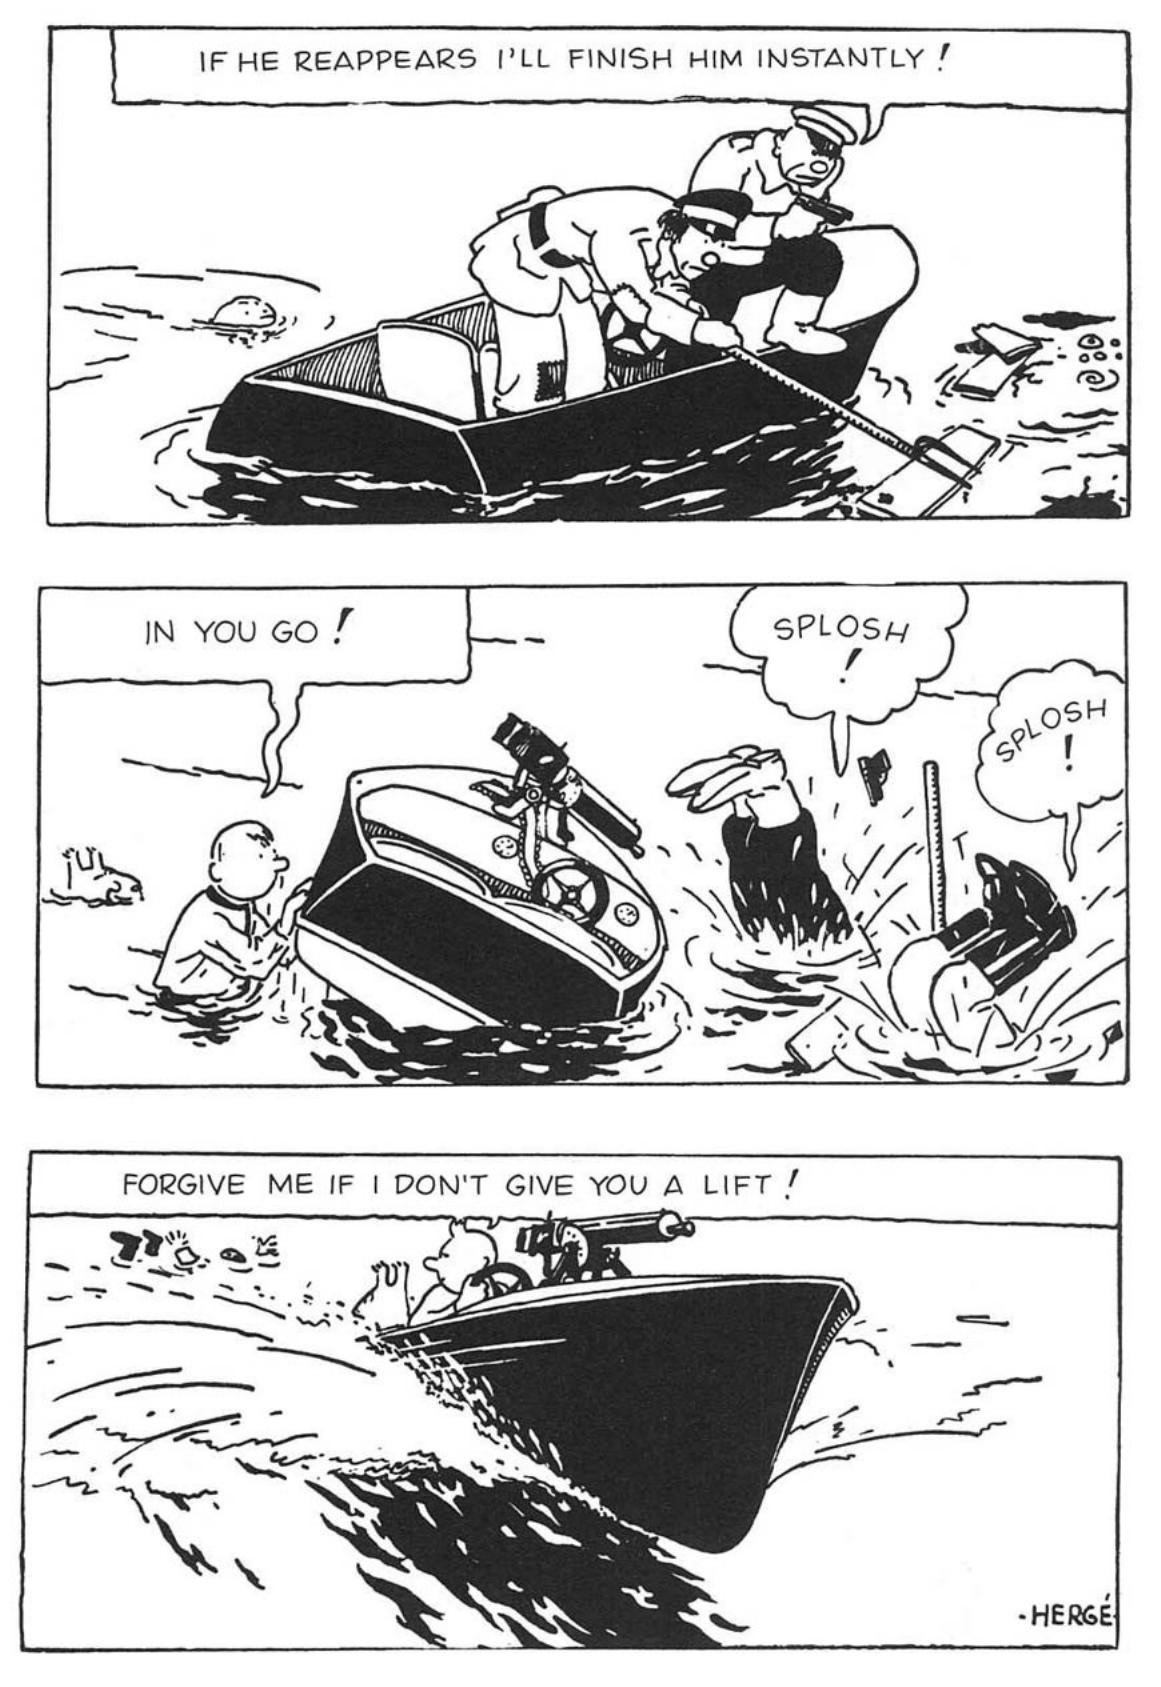 IF HE REAPPEARS I'LL FINISH HIM INSTANTLY!
IN YOU GO!
SPLOSH
!
SPLOSH
!
FORGIVE ME IF I DON'T GIVE YOU A LIFT!
-HERGÉ-